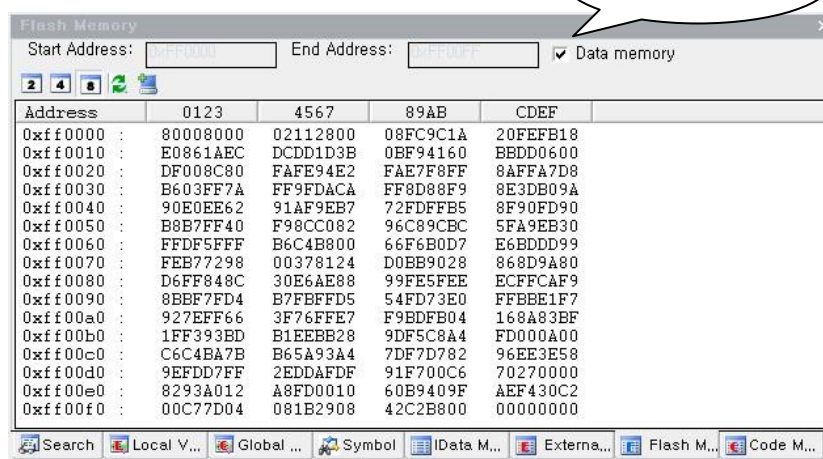 Flash Memory
Start Address: 0xFF0000 End Address: 0xFF00FF Data memory
2 4 8
Address 0123 4567 89AB CDEF
0xff0000 : 80008000 02112800 08FC9C1A 20FEFB18
0xff0010 : E0861AEC DCDD1D3B 0BF94160 BBDD0600
0xff0020 : DF008C80 FAFE94E2 FAE7F8FF 8AFFA7D8
0xff0030 : B603FF7A FF9FDACA FF8D88F9 8E3DB09A
0xff0040 : 90E0EE62 91AF9EB7 72FDFFB5 8F90FD90
0xff0050 : B8B7FF40 F98CC082 96C89CBC 5FA9EB30
0xff0060 : FFDF5FFF B6C4B800 66F6B0D7 E6BDDD99
0xff0070 : FEB77298 00378124 D0BB9028 868D9A80
0xff0080 : D6FF848C 30E6AE88 99FE5FEE ECFFCAF9
0xff0090 : 8BBF7FD4 B7FBFFD5 54FD73E0 FFBBE1F7
0xff00a0 : 927EFF66 3F76FFE7 F9BDFB04 168A83BF
0xff00b0 : 1FF393BD B1EEBB28 9DF5C8A4 FD000A00
0xff00c0 : C6C4BA7B B65A93A4 7DF7D782 96EE3E58
0xff00d0 : 9EFDD7FF 2EDDAFDF 91F700C6 70270000
0xff00e0 : 8293A012 A8FD0010 60B9409F AEF430C2
0xff00f0 : 00C77D04 081B2908 42C2B800 00000000
Search Local V... Global ... Symbol IData M... Externa... Flash M... Code M...